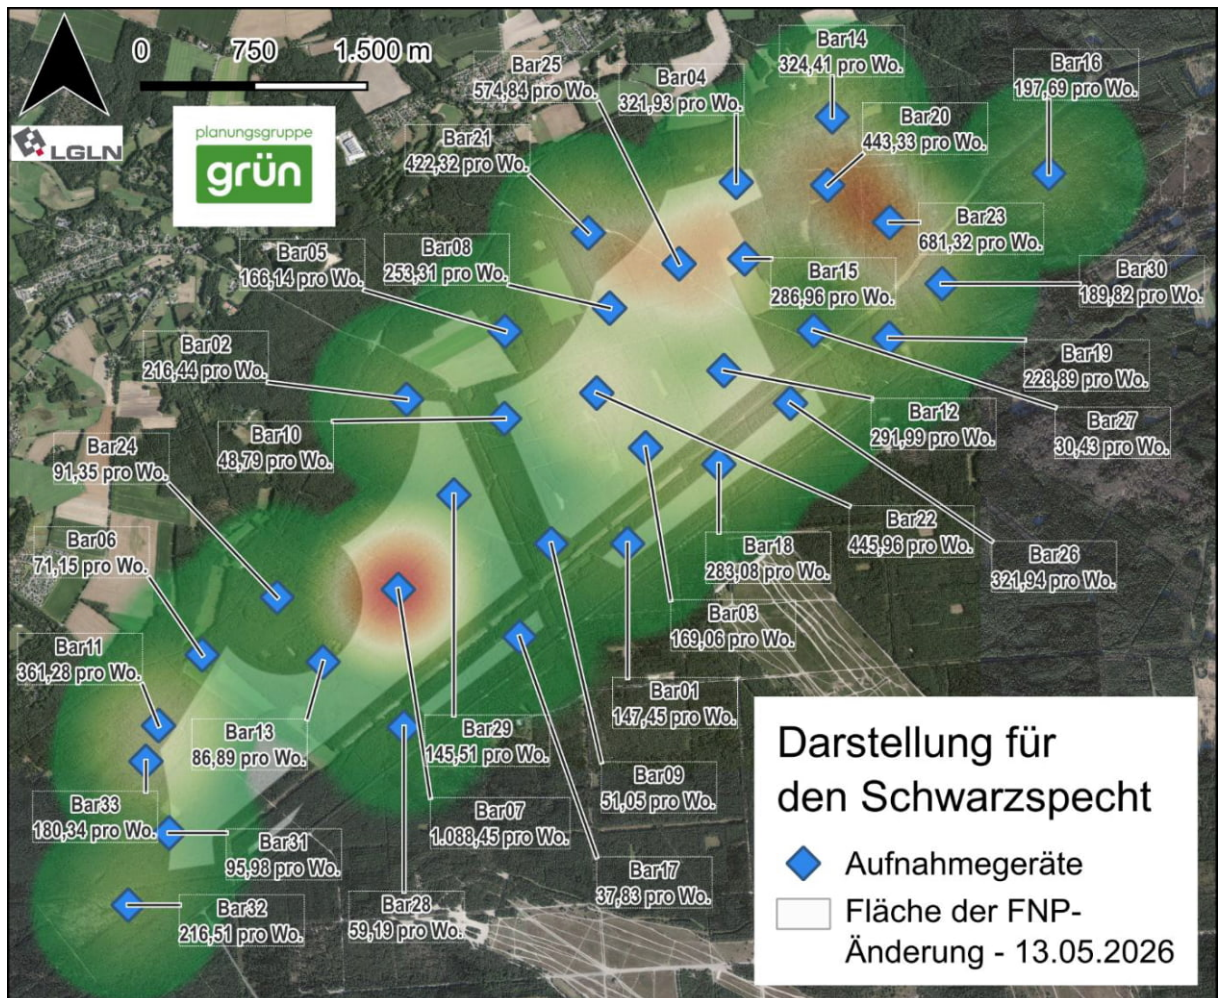 0 750 1.500 m
LGLN
planungsgruppe
grün
Bar14
324,41 pro Wo.
Bar25
574,84 pro Wo.
Bar04
321,93 pro Wo.
Bar16
197,69 pro Wo.
Bar20
443,33 pro Wo.
Bar21
422,32 pro Wo.
Bar23
681,32 pro Wo.
Bar05
166,14 pro Wo.
Bar08
253,31 pro Wo.
Bar15
286,96 pro Wo.
Bar30
189,82 pro Wo.
Bar02
216,44 pro Wo.
Bar19
228,89 pro Wo.
Bar12
291,99 pro Wo.
Bar27
30,43 pro Wo.
Bar10
48,79 pro Wo.
Bar24
91,35 pro Wo.
Bar22
445,96 pro Wo.
Bar06
71,15 pro Wo.
Bar18
283,08 pro Wo.
Bar26
321,94 pro Wo.
Bar03
169,06 pro Wo.
Bar11
361,28 pro Wo.
Bar01
147,45 pro Wo.
Bar13
86,89 pro Wo.
Bar29
145,51 pro Wo.
Bar09
51,05 pro Wo.
Bar33
180,34 pro Wo.
Bar07
1.088,45 pro Wo.
Bar31
95,98 pro Wo.
Bar17
37,83 pro Wo.
Bar32
216,51 pro Wo.
Bar28
59,19 pro Wo.
Darstellung für
den Schwarzspecht
Aufnahmegeräte
Fläche der FNP-
Änderung - 13.05.2026